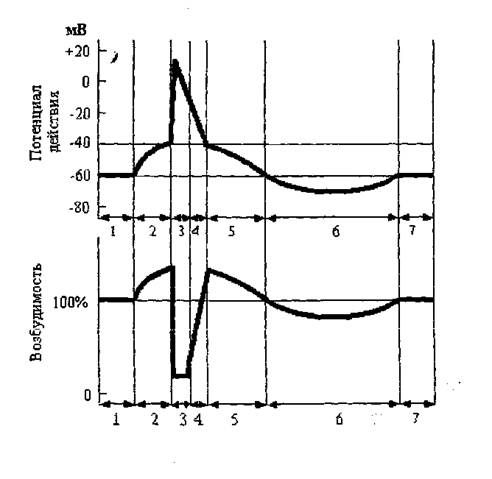 мВ
Потенциал
действия
+20
0
-20
-40
-60
-80
1 2 3 4 5 6 7
Возбудимость
100%
0
1 2 3 4 5 6 7